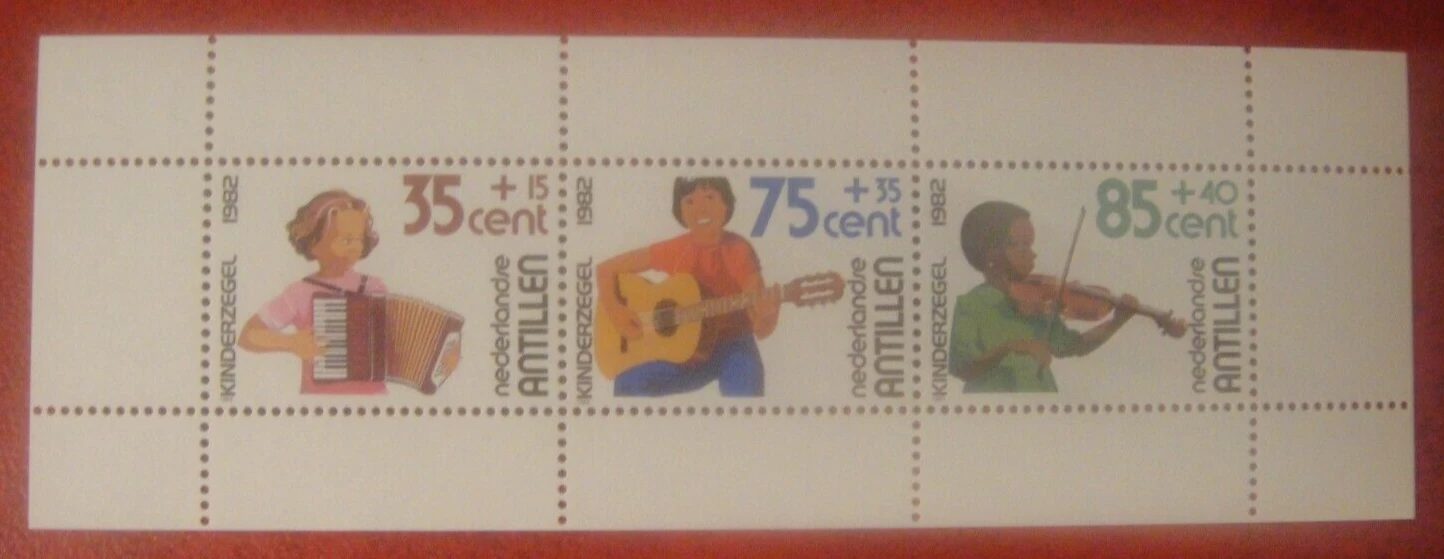 KINDERZEGEL 1982
35 + 15
cent
nederlandse
ANTILLEN
KINDERZEGEL 1982
75 + 35
cent
nederlandse
ANTILLEN
KINDERZEGEL 1982
85 + 40
cent
nederlandse
ANTILLEN